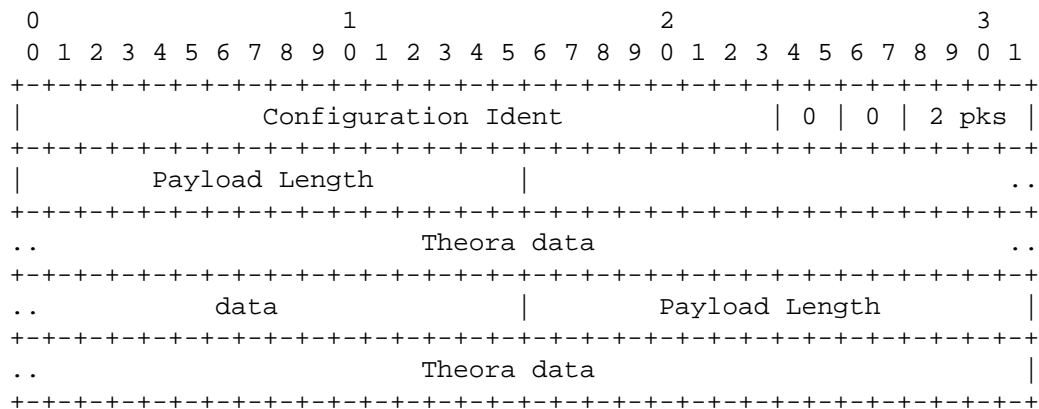 0                   1                   2                   3
 0 1 2 3 4 5 6 7 8 9 0 1 2 3 4 5 6 7 8 9 0 1 2 3 4 5 6 7 8 9 0 1
+-+-+-+-+-+-+-+-+-+-+-+-+-+-+-+-+-+-+-+-+-+-+-+-+-+-+-+-+-+-+-+-+
|               Configuration Ident             | 0 | 0 | 2 pks |
+-+-+-+-+-+-+-+-+-+-+-+-+-+-+-+-+-+-+-+-+-+-+-+-+-+-+-+-+-+-+-+-+
|        Payload Length         |                              ..
+-+-+-+-+-+-+-+-+-+-+-+-+-+-+-+-+-+-+-+-+-+-+-+-+-+-+-+-+-+-+-+-+
..                        Theora data                          ..
+-+-+-+-+-+-+-+-+-+-+-+-+-+-+-+-+-+-+-+-+-+-+-+-+-+-+-+-+-+-+-+-+
..           data               |        Payload Length         |
+-+-+-+-+-+-+-+-+-+-+-+-+-+-+-+-+-+-+-+-+-+-+-+-+-+-+-+-+-+-+-+-+
..                        Theora data                           |
+-+-+-+-+-+-+-+-+-+-+-+-+-+-+-+-+-+-+-+-+-+-+-+-+-+-+-+-+-+-+-+-+